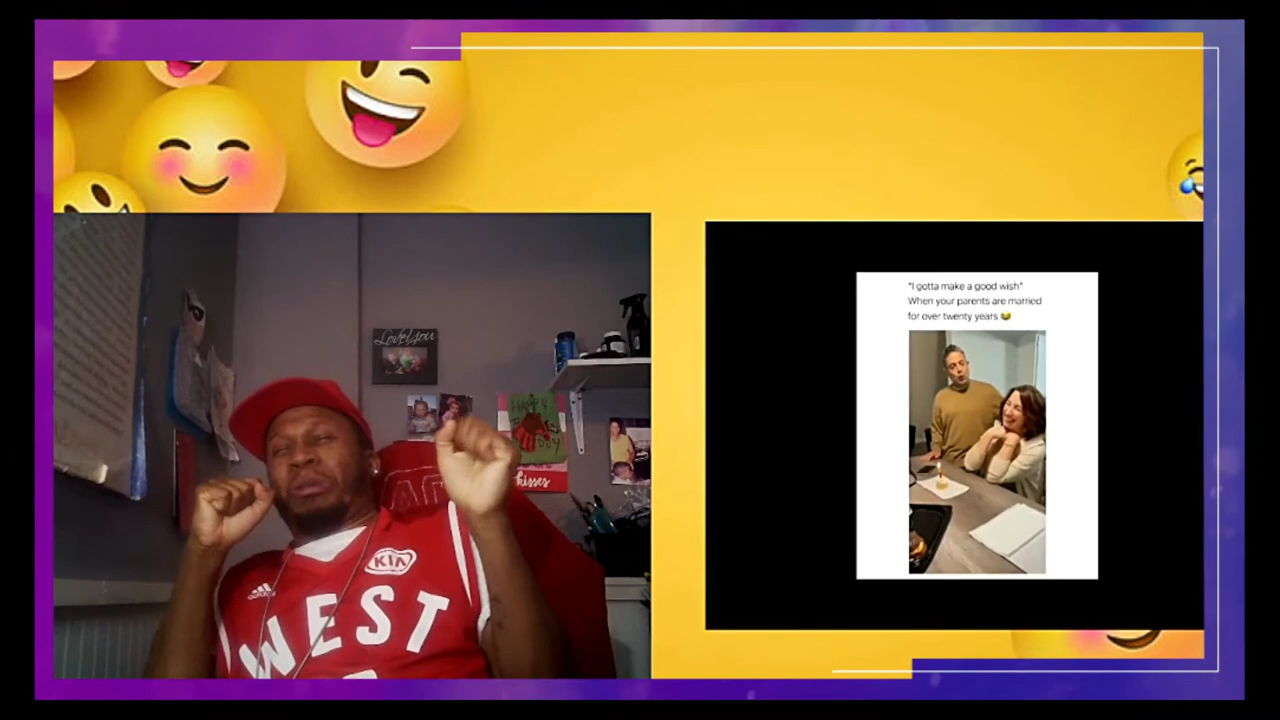 "I gotta make a good wish"
When your parents are married
for over twenty years 😂
Love You
HAPPY
kisses
KIA
adidas
WEST